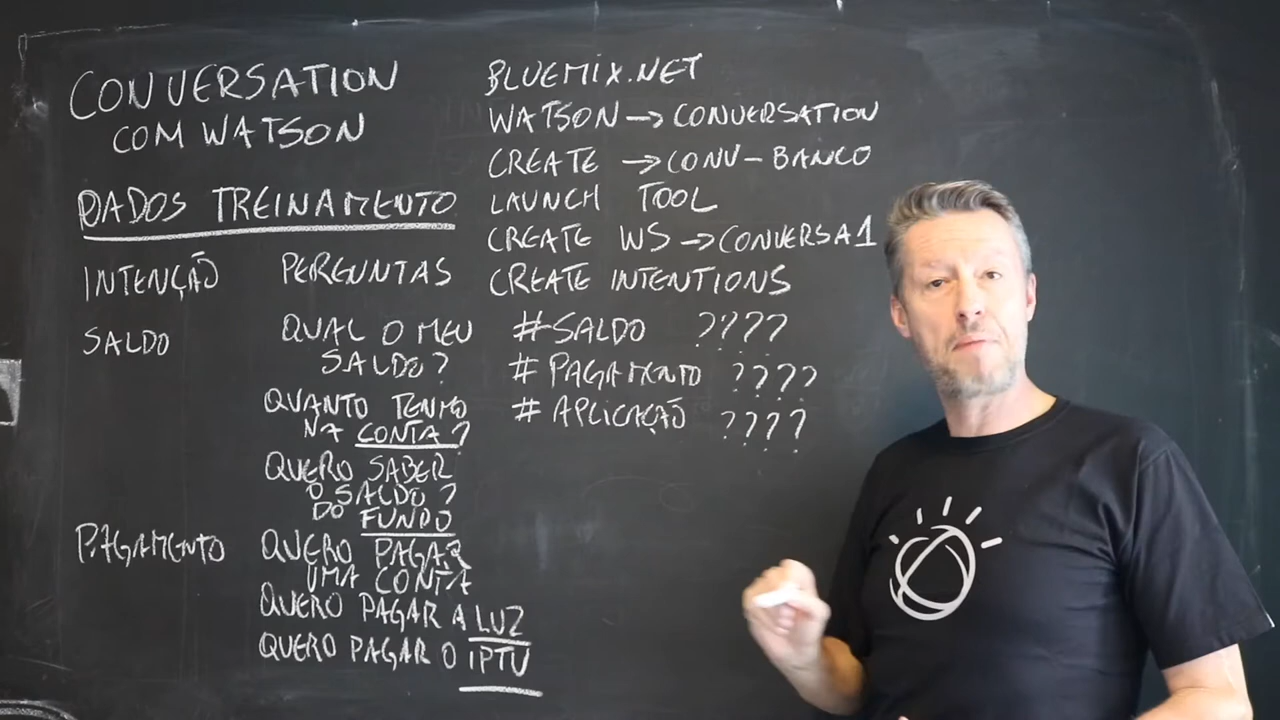 CONVERSATION
COM WATSON
DADOS TREINAMENTO
INTENÇÃO PERGUNTAS
SALDO QUAL O MEU
SALDO?
QUANTO TENHO
NA CONTA?
QUERO SABER
O SALDO?
DO FUNDO
PAGAMENTO QUERO PAGAR
UMA CONTA
QUERO PAGAR A LUZ
QUERO PAGAR O IPTU
BLUEMIX.NET
WATSON → CONVERSATION
CREATE → CONV-BANCO
LAUNCH TOOL
CREATE WS → CONVERSA1
CREATE INTENTIONS
#SALDO ????
# PAGAMENTO ????
# APLICAÇÃO ????